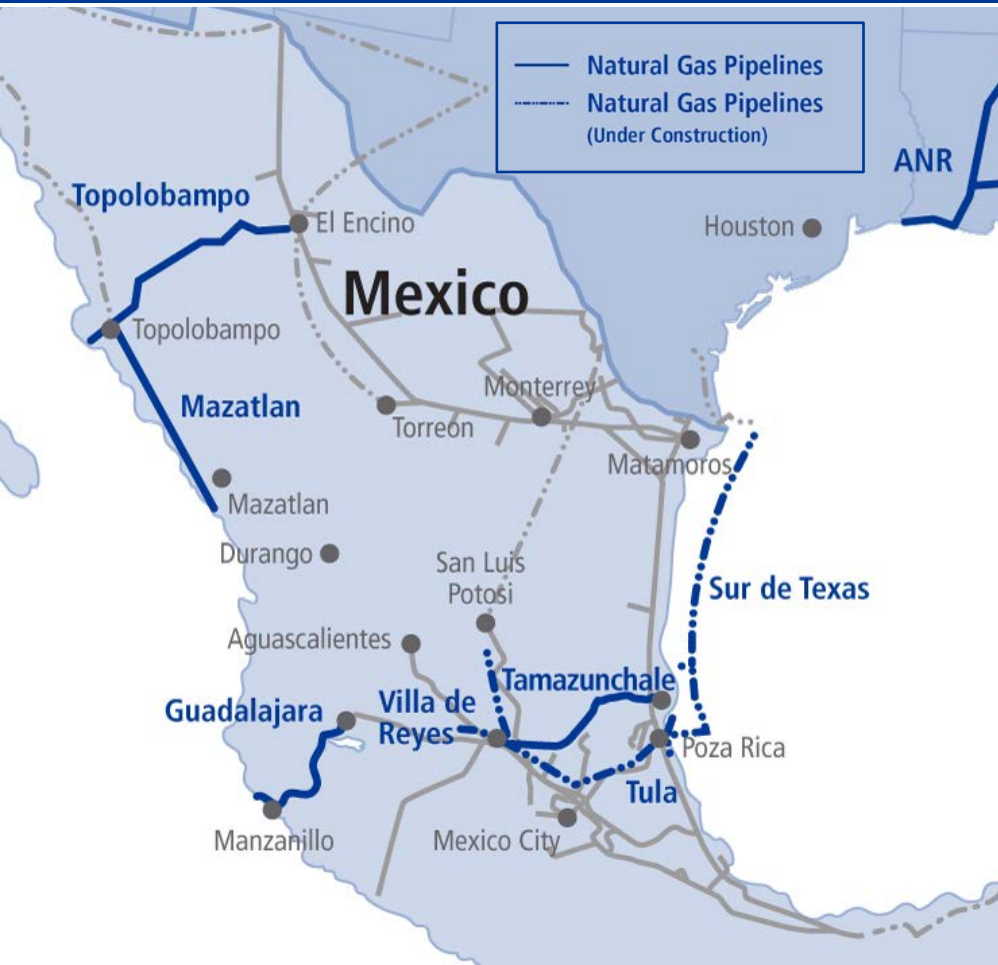 Natural Gas Pipelines
Natural Gas Pipelines
(Under Construction)
ANR
Topolobampo
El Encino
Houston
Mexico
Topolobampo
Monterrey
Mazatlan
Torreón
Matamoros
Mazatlan
Durango
San Luis
Potosi
Sur de Texas
Aguascalientes
Tamazunchale
Guadalajara
Villa de
Reyes
Poza Rica
Tula
Manzanillo
Mexico City